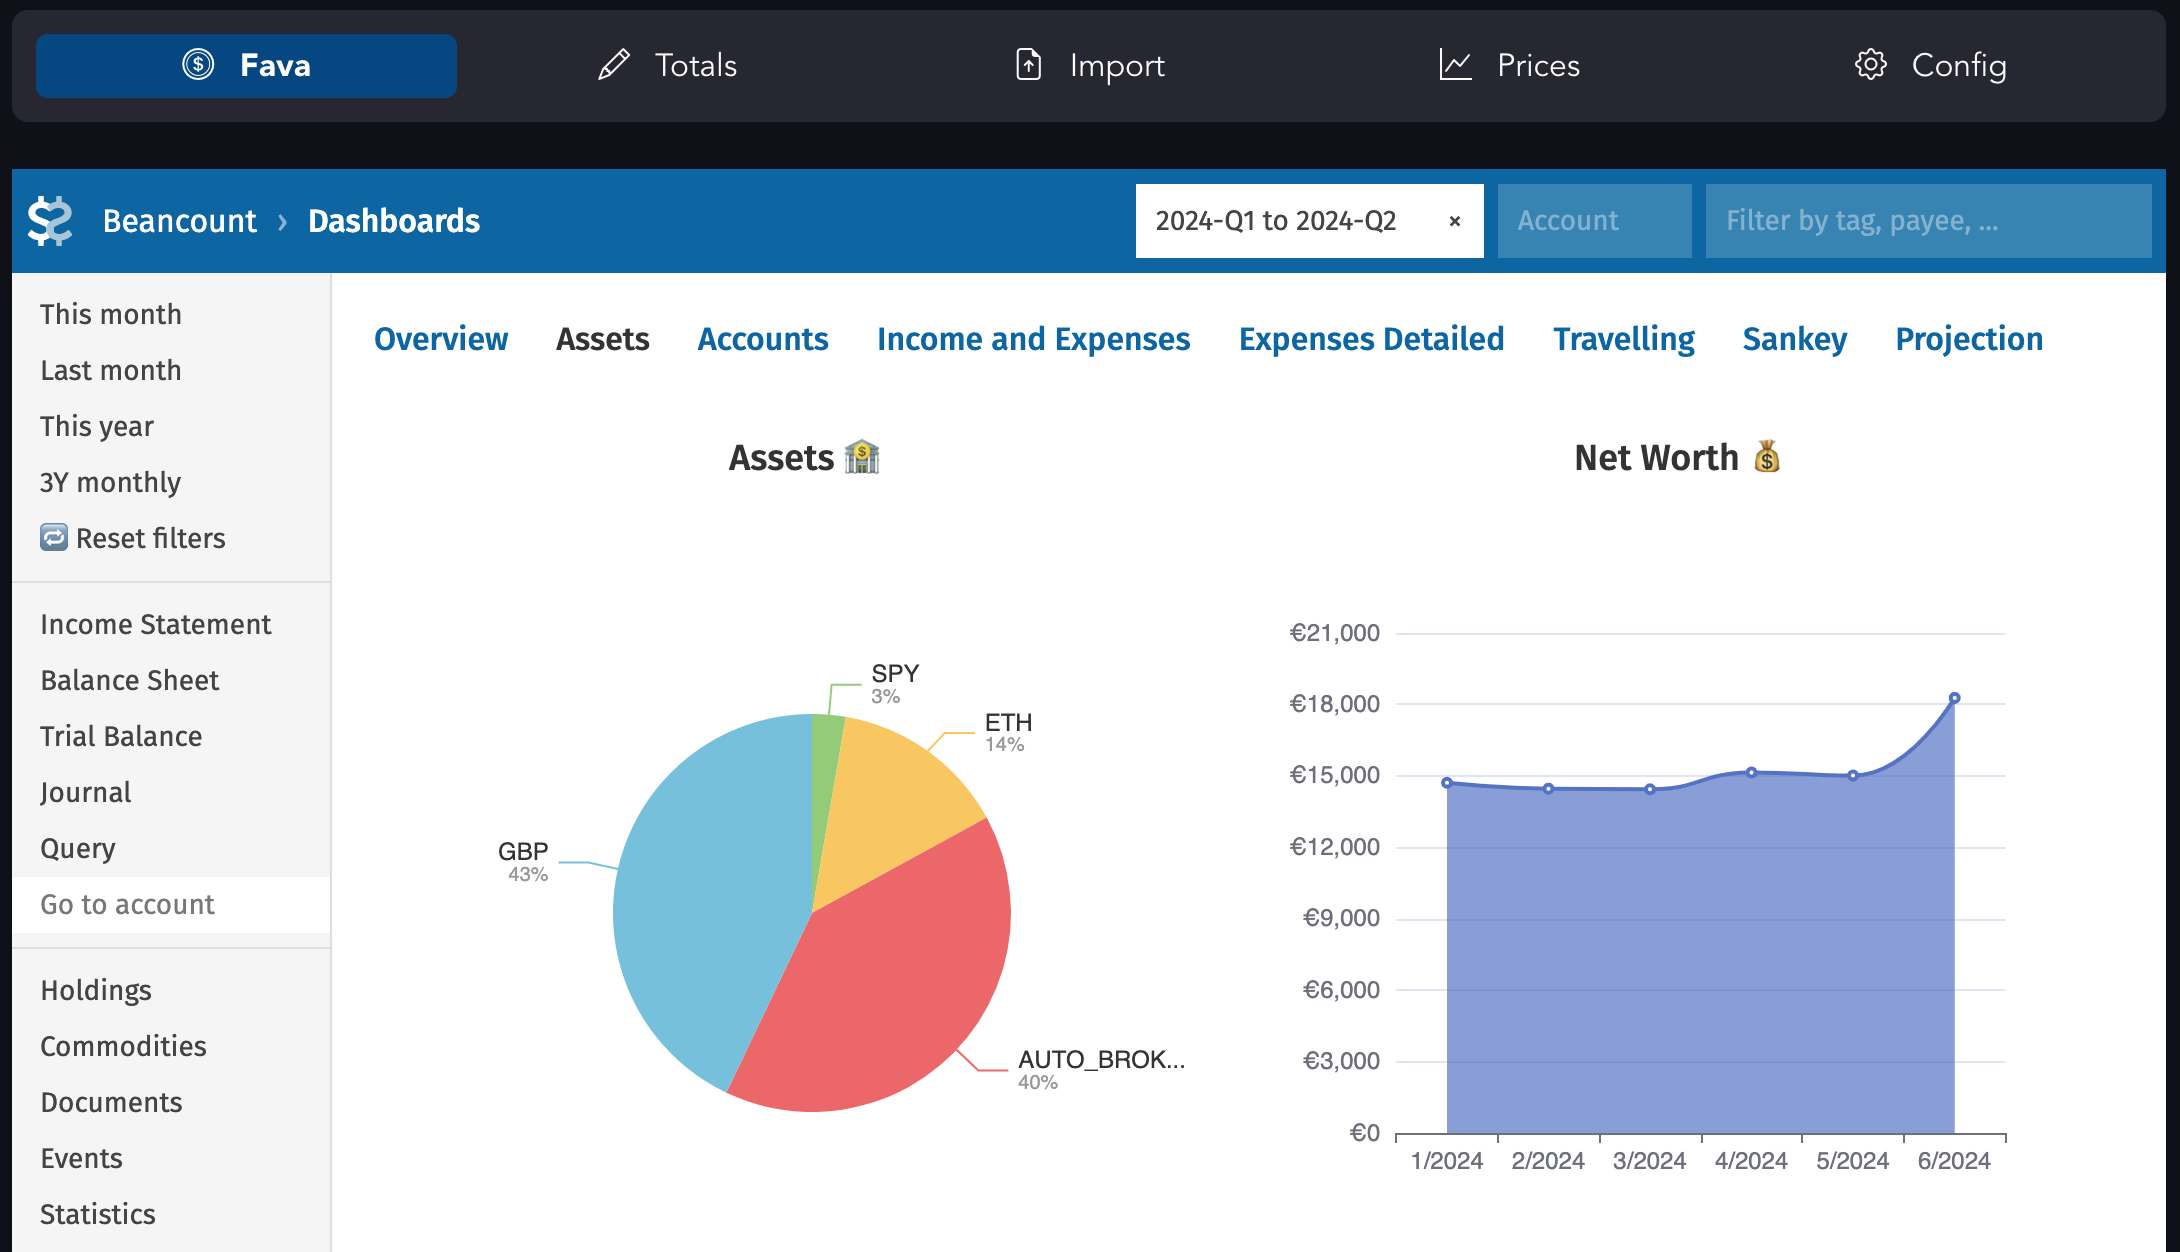 Fava
Totals
Import
Prices
Config
Beancount › Dashboards
2024-Q1 to 2024-Q2 ×
Account
Filter by tag, payee, ...
This month
Last month
This year
3Y monthly
Reset filters
Income Statement
Balance Sheet
Trial Balance
Journal
Query
Go to account
Holdings
Commodities
Documents
Events
Statistics
Overview Assets Accounts Income and Expenses Expenses Detailed Travelling Sankey Projection
Assets
SPY
3%
ETH
14%
GBP
43%
AUTO_BROK...
40%
Net Worth
€21,000
€18,000
€15,000
€12,000
€9,000
€6,000
€3,000
€0
1/2024 2/2024 3/2024 4/2024 5/2024 6/2024